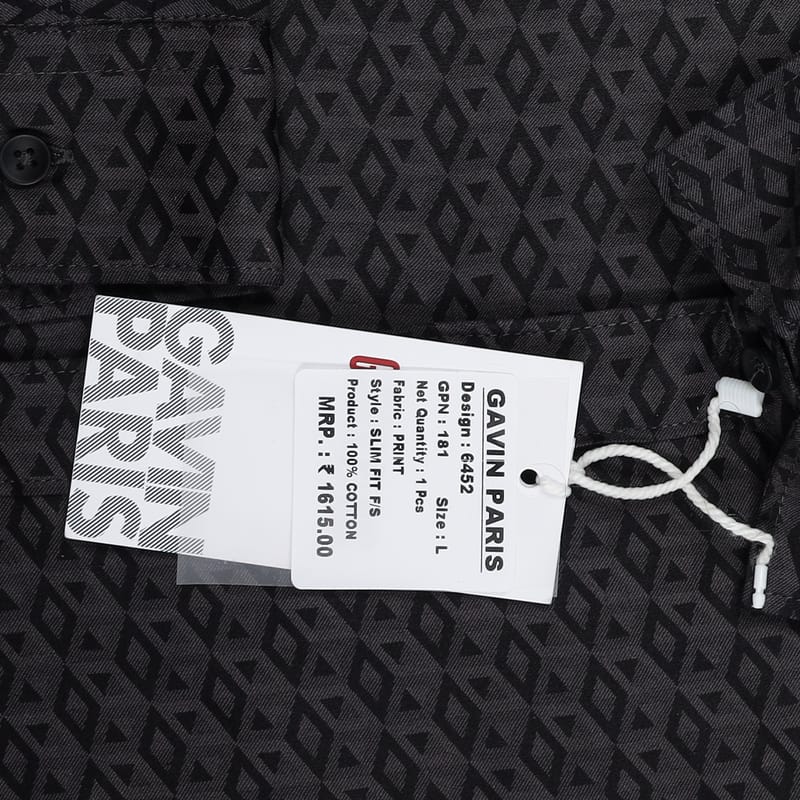 GAVIN
PARIS
G
GAVIN PARIS
Design : 6452
GPN : 181 Size : L
Net Quantity : 1 Pcs
Fabric : PRINT
Style : SLIM FIT F/S
Product : 100% COTTON
MRP. : ₹ 1615.00